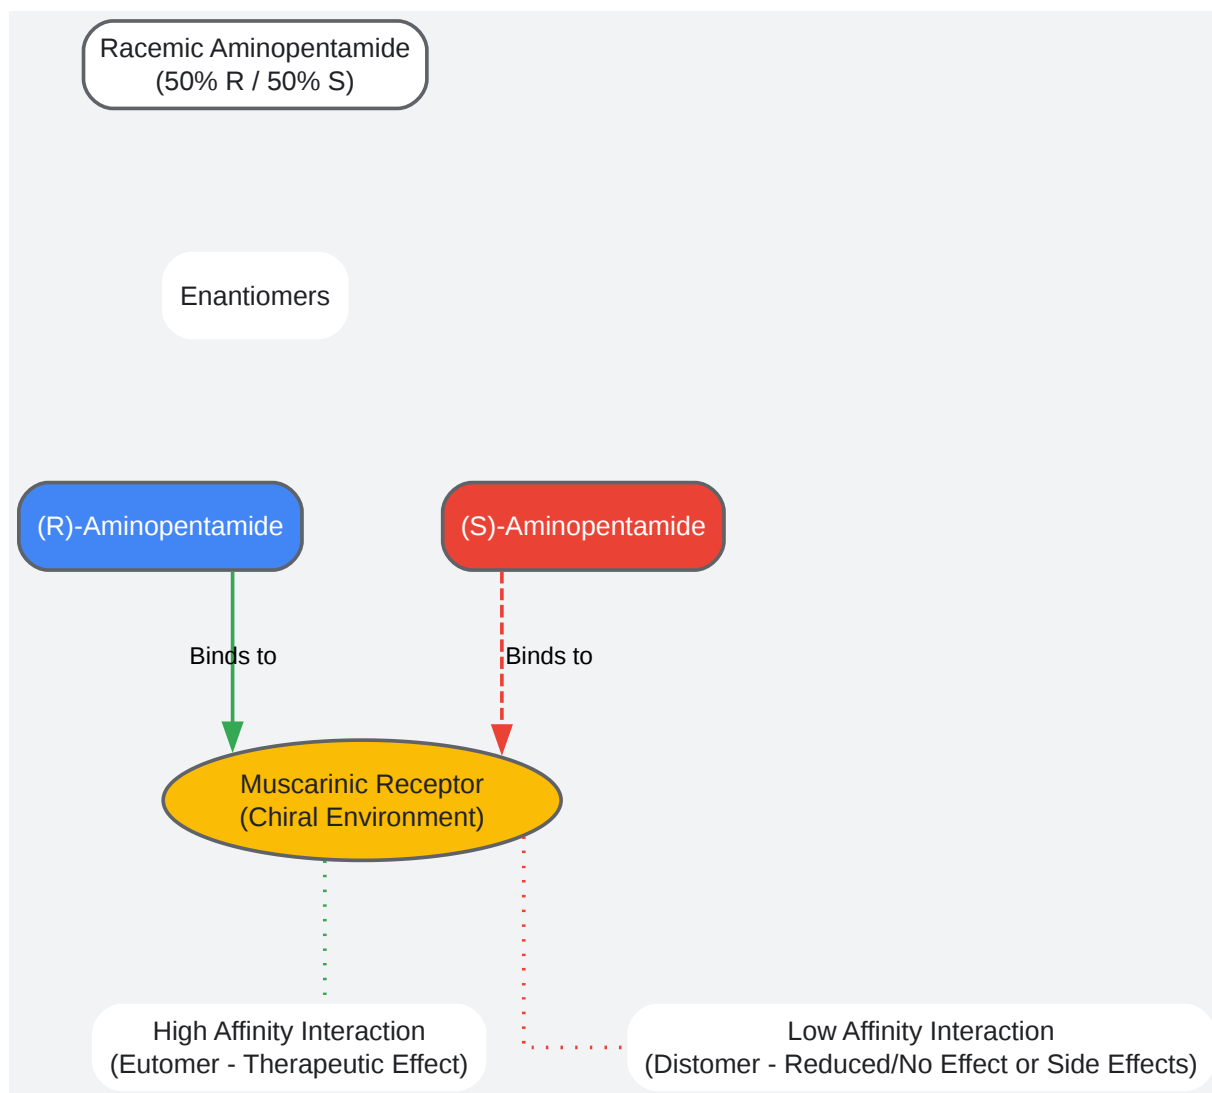 Racemic Aminopentamide
(50% R / 50% S)
Enantiomers
(R)-Aminopentamide
(S)-Aminopentamide
Binds to
Binds to
Muscarinic Receptor
(Chiral Environment)
High Affinity Interaction
(Eutomer - Therapeutic Effect)
Low Affinity Interaction
(Distomer - Reduced/No Effect or Side Effects)